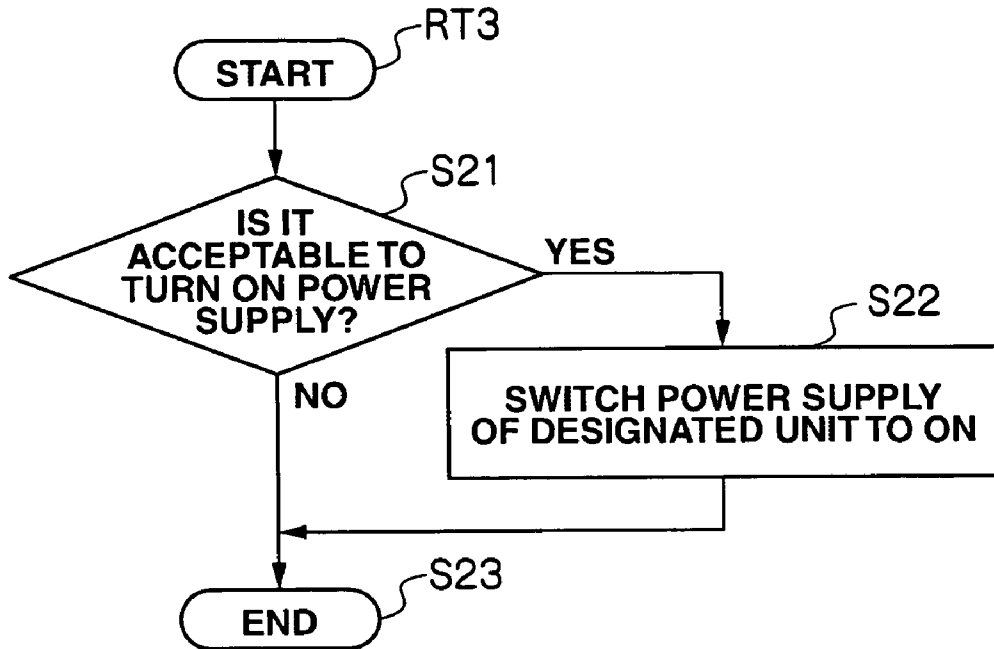 RT3
START
S21
IS IT
ACCEPTABLE TO
TURN ON POWER
SUPPLY?
YES
NO
S22
SWITCH POWER SUPPLY
OF DESIGNATED UNIT TO ON
S23
END